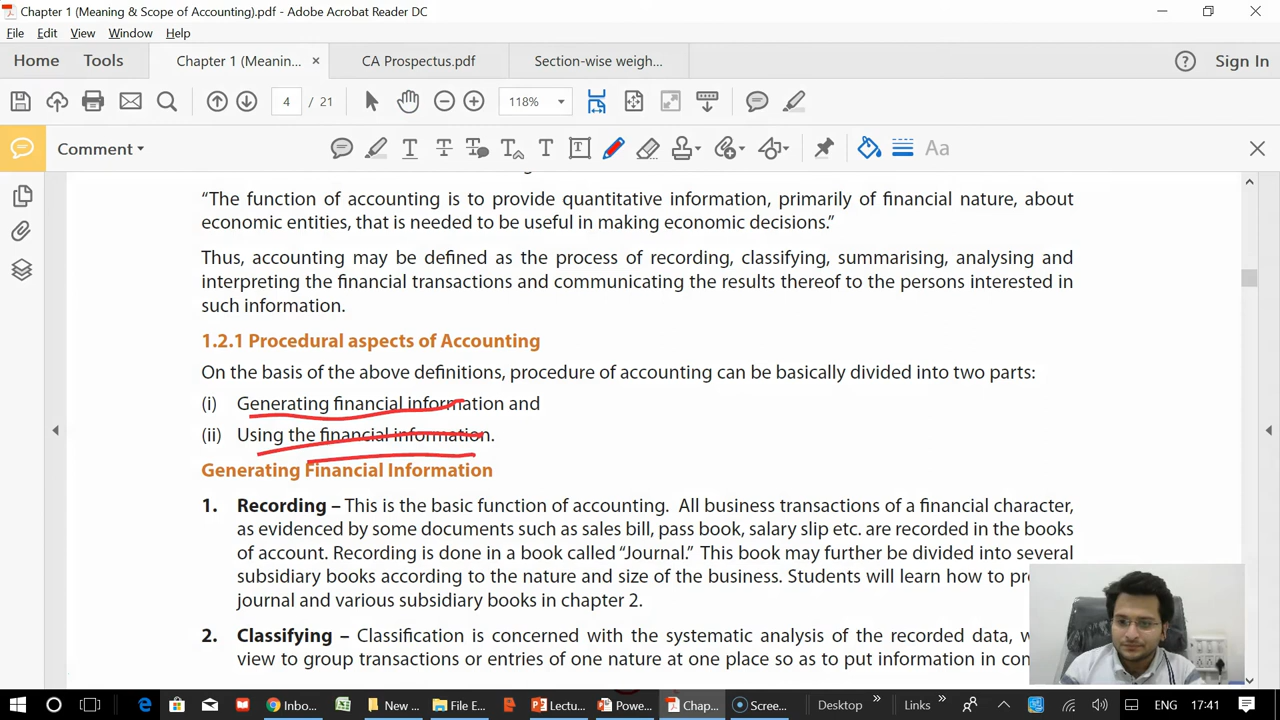 Chapter 1 (Meaning & Scope of Accounting).pdf - Adobe Acrobat Reader DC
File Edit View Window Help
Home Tools Chapter 1 (Meanin... × CA Prospectus.pdf Section-wise weigh... Sign In
4 / 21 118%
Comment
"The function of accounting is to provide quantitative information, primarily of financial nature, about
economic entities, that is needed to be useful in making economic decisions."
Thus, accounting may be defined as the process of recording, classifying, summarising, analysing and
interpreting the financial transactions and communicating the results thereof to the persons interested in
such information.
1.2.1 Procedural aspects of Accounting
On the basis of the above definitions, procedure of accounting can be basically divided into two parts:
(i) Generating financial information and
(ii) Using the financial information.
Generating Financial Information
1. Recording – This is the basic function of accounting. All business transactions of a financial character,
as evidenced by some documents such as sales bill, pass book, salary slip etc. are recorded in the books
of account. Recording is done in a book called "Journal." This book may further be divided into several
subsidiary books according to the nature and size of the business. Students will learn how to
journal and various subsidiary books in chapter 2.
2. Classifying – Classification is concerned with the systematic analysis of the recorded data,
view to group transactions or entries of one nature at one place so as to put information in
Inbo... New ... File E... Lectu... Powe... Chap... Scree... Desktop » Links » 17:41